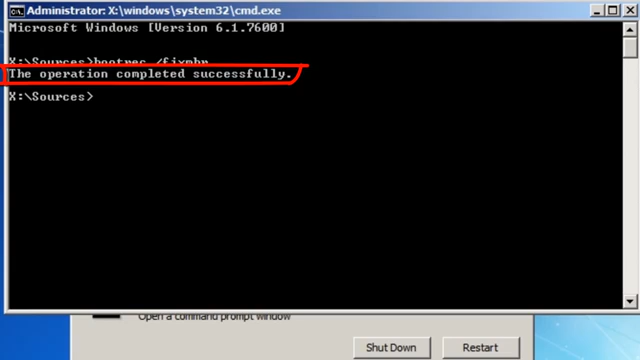 Administrator: X:\windows\system32\cmd.exe
Microsoft Windows [Version 6.1.7600]
X:\Sources>bootrec /fixmbr
The operation completed successfully.
X:\Sources>
Open a command prompt window
Shut Down
Restart